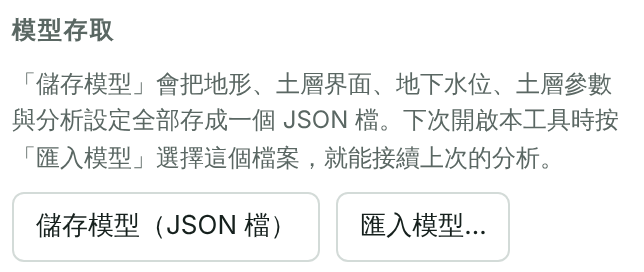 模型存取
「儲存模型」會把地形、土層界面、地下水位、土層參數
與分析設定全部存成一個 JSON 檔。下次開啟本工具時按
「匯入模型」選擇這個檔案，就能接續上次的分析。
儲存模型（JSON 檔）
匯入模型...